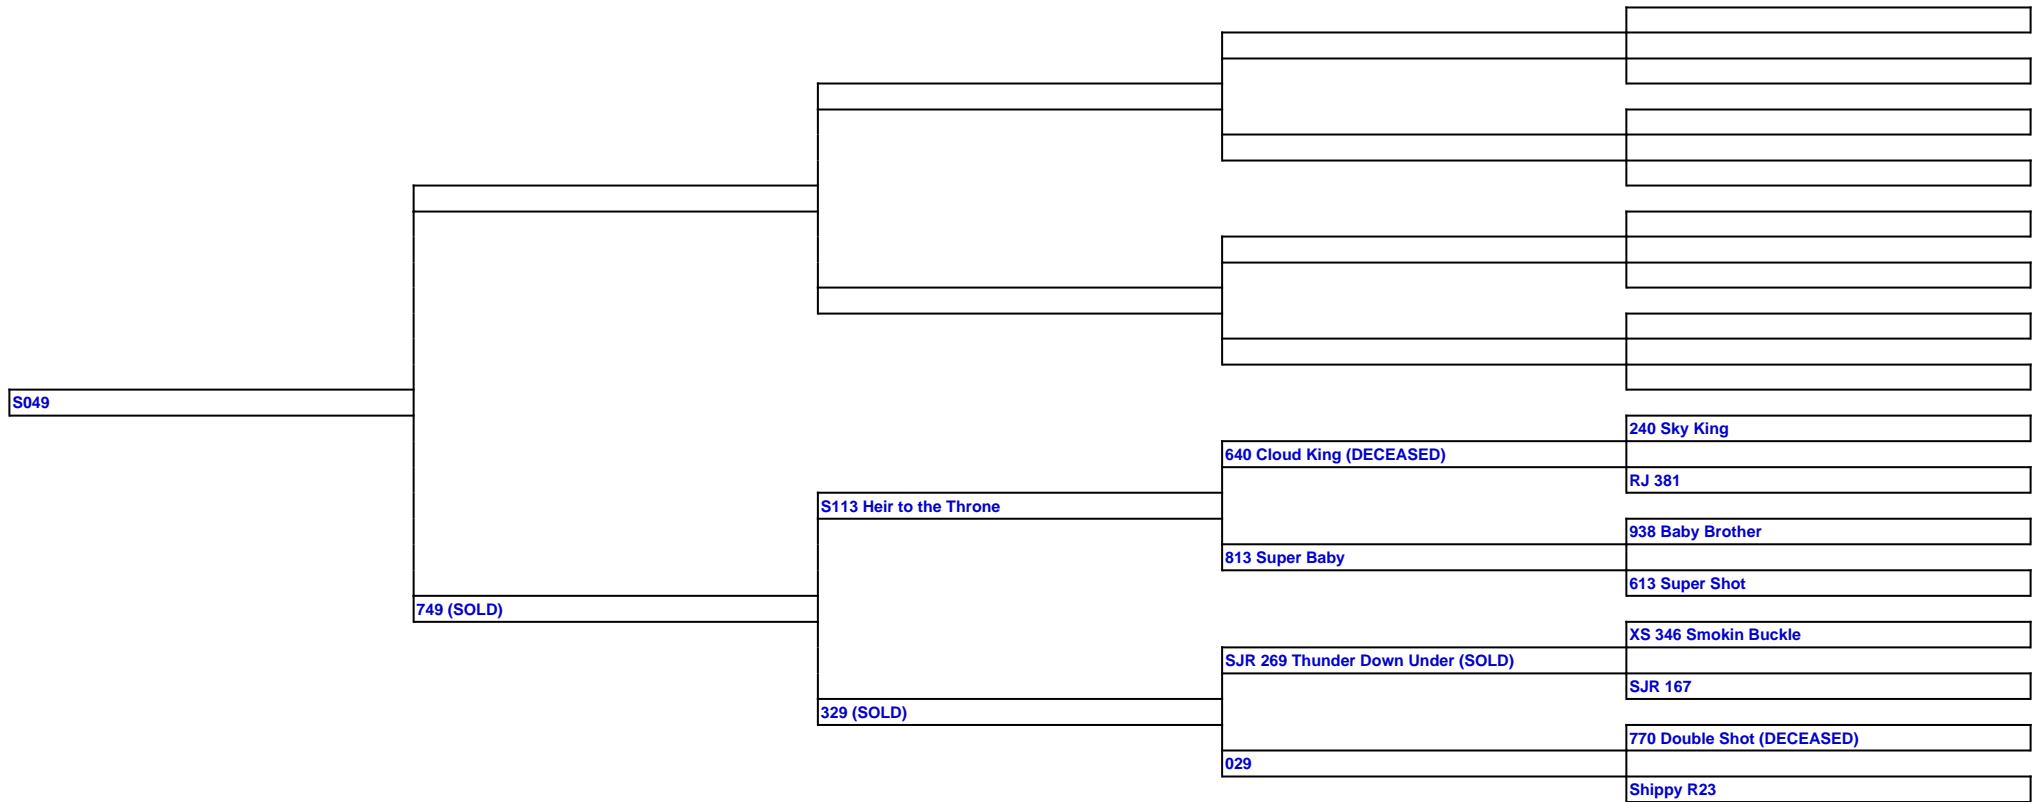 S049
749 (SOLD)
S113 Heir to the Throne
329 (SOLD)
640 Cloud King (DECEASED)
813 Super Baby
SJR 269 Thunder Down Under (SOLD)
029
240 Sky King
RJ 381
938 Baby Brother
613 Super Shot
XS 346 Smokin Buckle
SJR 167
770 Double Shot (DECEASED)
Shippy R23